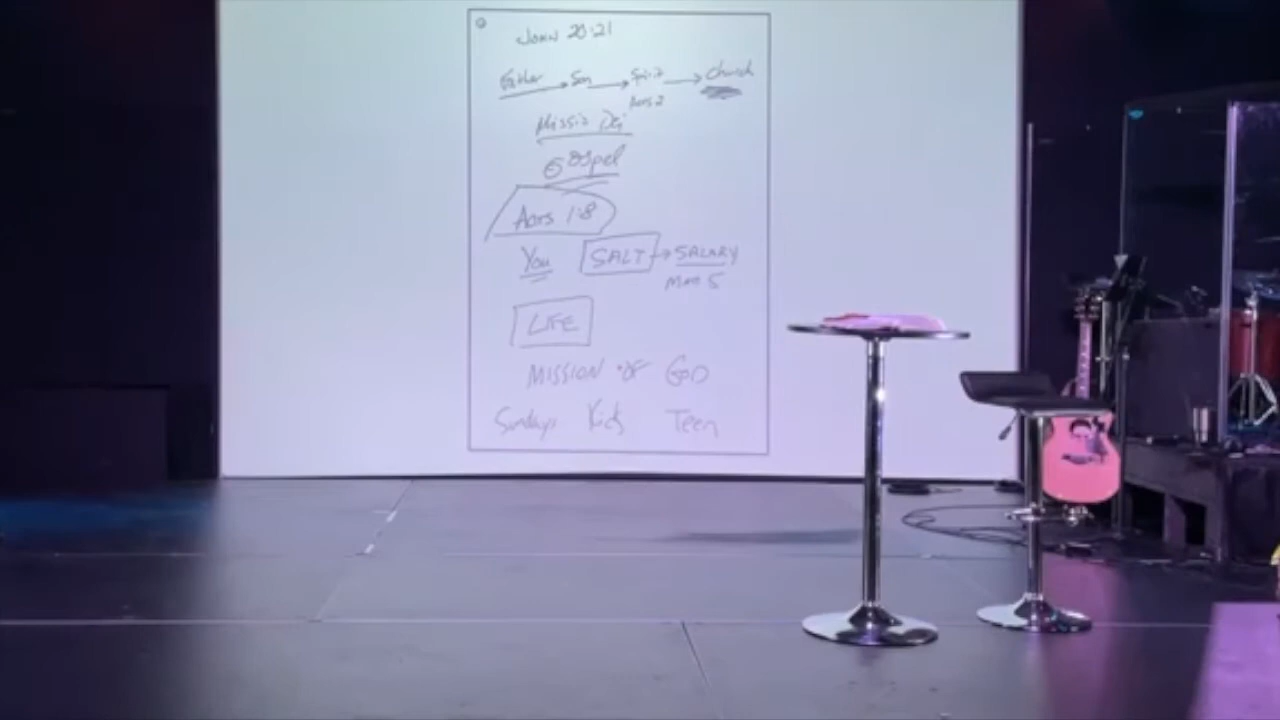 JOHN 20:21
Father → Son → Spirit → Church
Acts 2
Missio Dei
Gospel
Acts 1:8
You SALT → SALARY
Matt 5
LIFE
MISSION OF GOD
Sundays Kids Teen